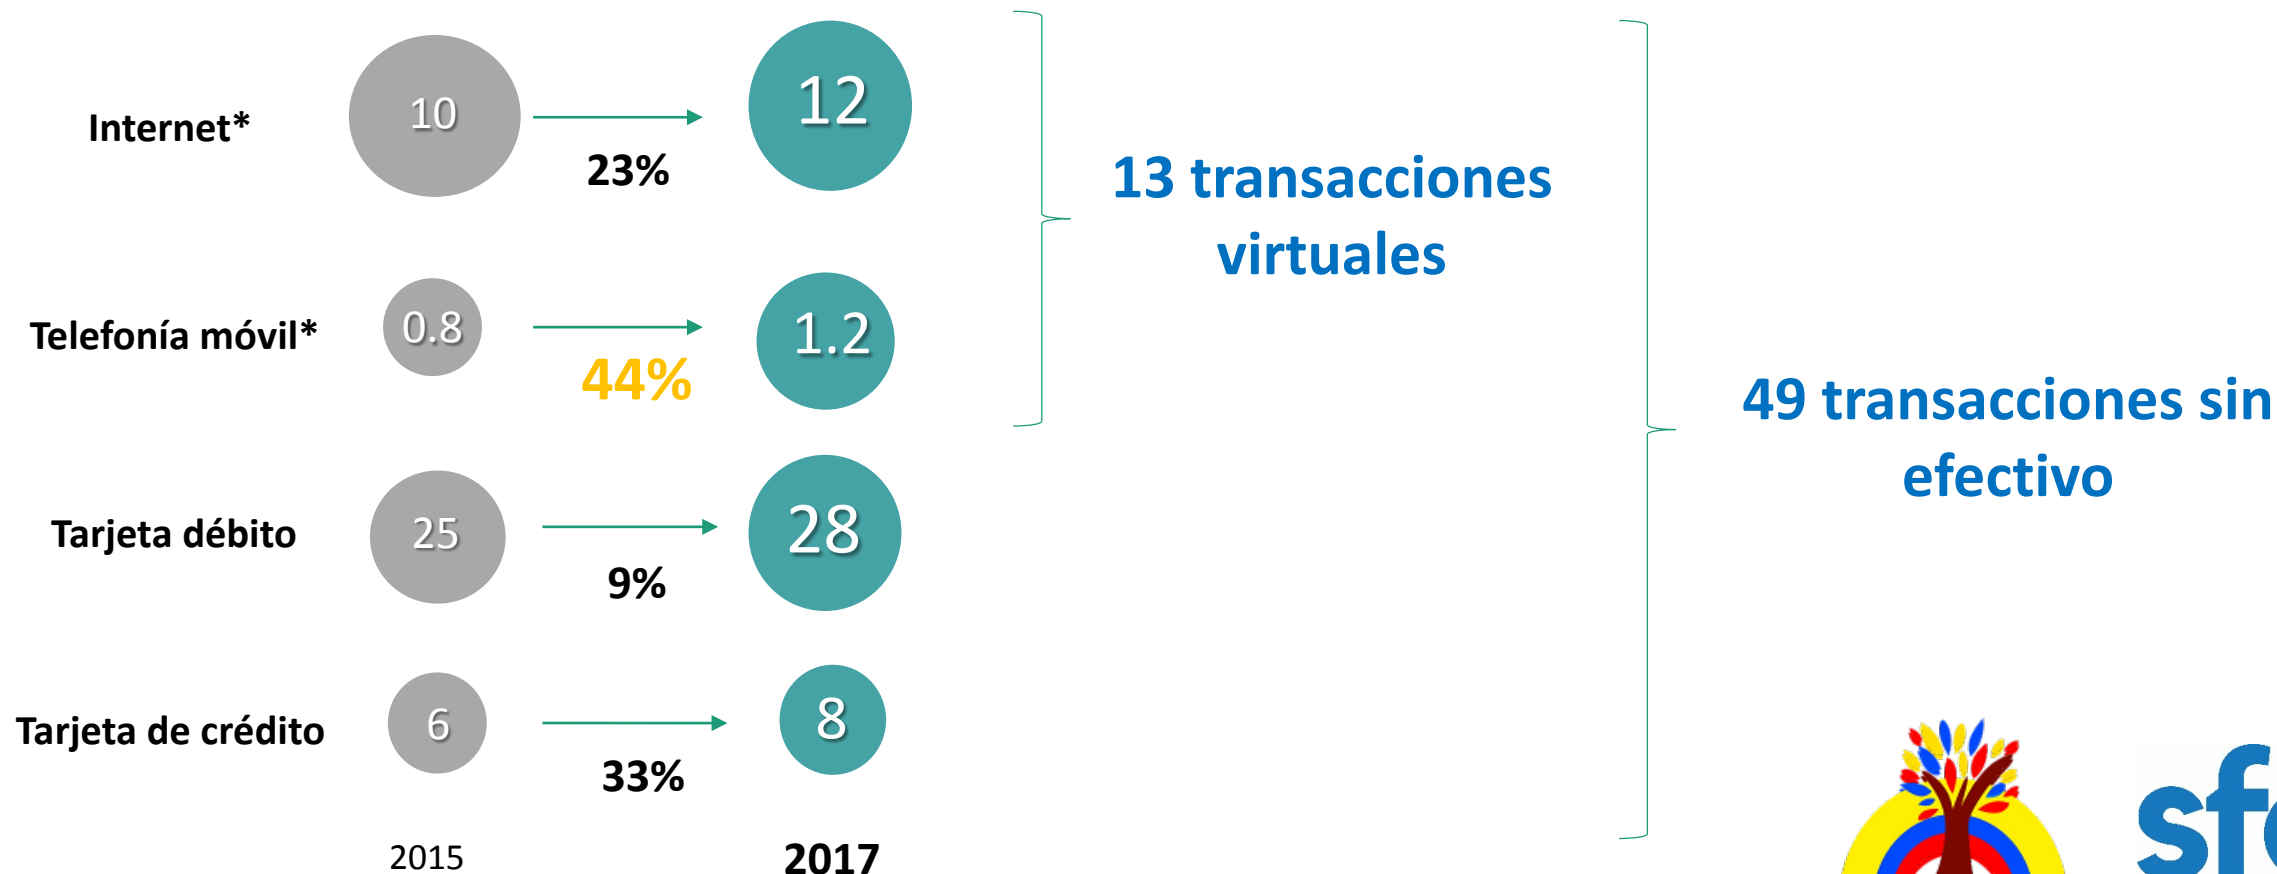 Internet*
10
23%
12
13 transacciones
virtuales
Telefonía móvil*
0.8
44%
1.2
49 transacciones sin
efectivo
Tarjeta débito
25
9%
28
Tarjeta de crédito
6
33%
8
2015
2017